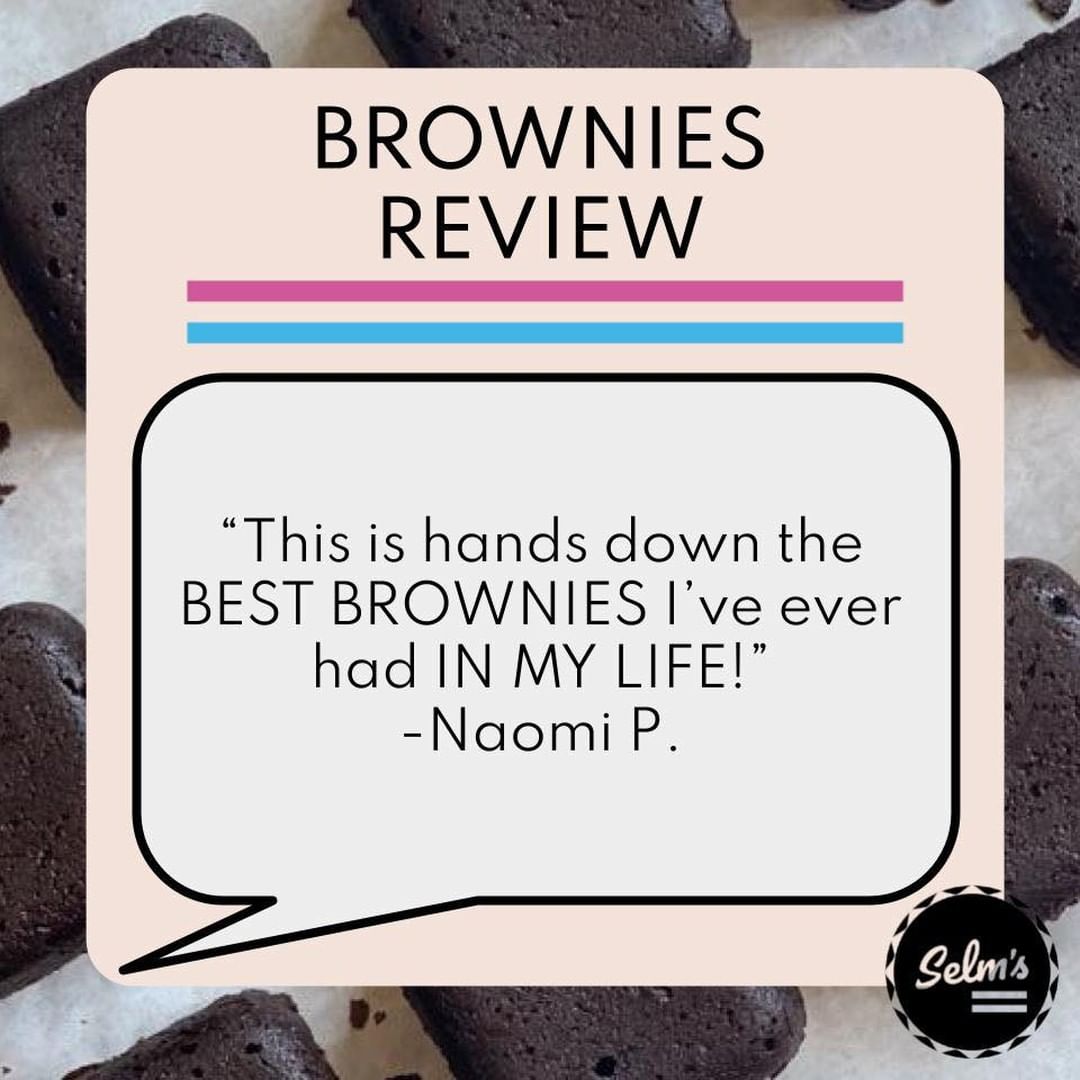 BROWNIES
REVIEW
“This is hands down the
BEST BROWNIES I’ve ever
had IN MY LIFE!”
-Naomi P.
Selm's